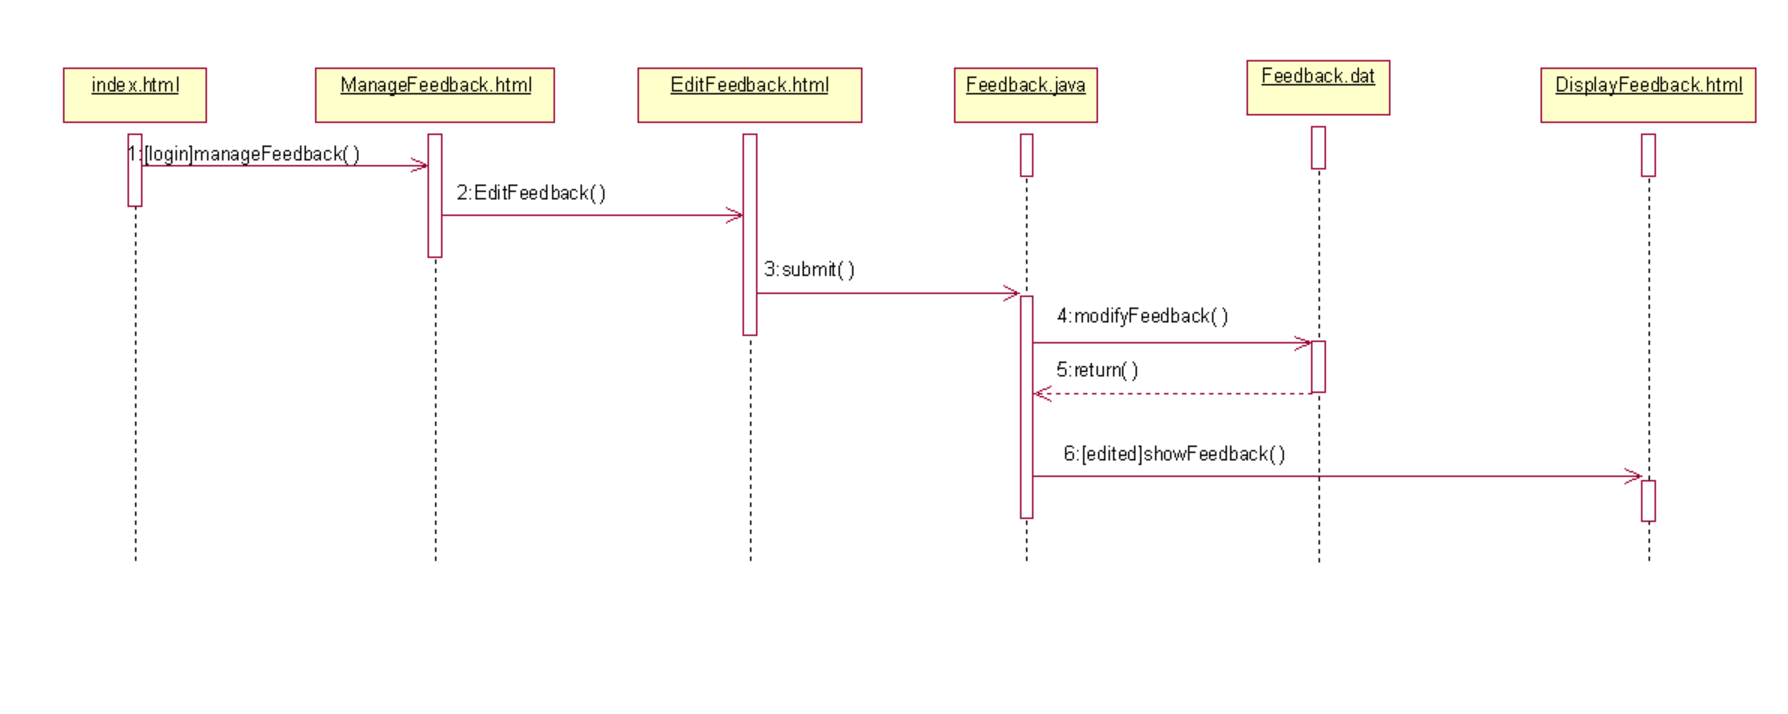 index.html
ManageFeedback.html
EditFeedback.html
Feedback.java
Feedback.dat
DisplayFeedback.html
1:[login]manageFeedback( )
2:EditFeedback( )
3:submit( )
4:modifyFeedback( )
5:return( )
6:[edited]showFeedback( )